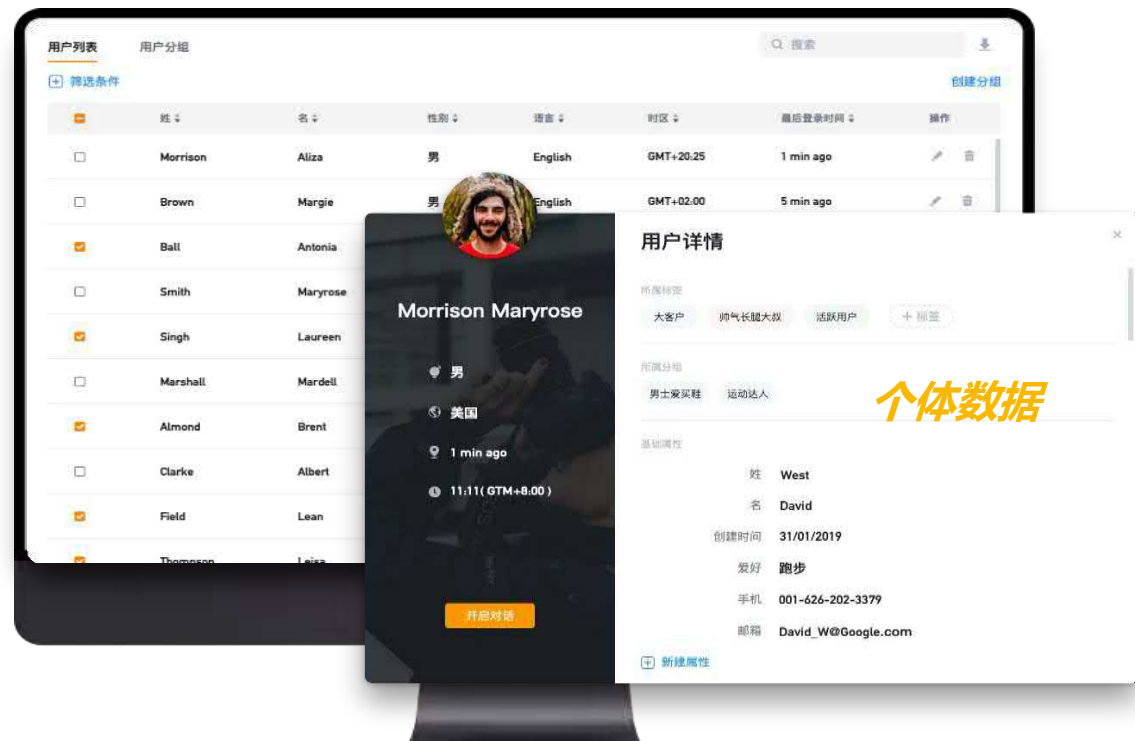 用户列表 用户分组 搜索
筛选条件 创建分组
姓 名 性别 语言 时区 最后登录时间 操作
Morrison Aliza 男 English GMT+20:25 1 min ago
Brown Margie 男 English GMT+02:00 5 min ago
Ball Antonia
Smith Maryrose
Singh Laureen
Marshall Mardell
Almond Brent
Clarke Albert
Field Lean
Thompson Leisa
Morrison Maryrose
男
美国
1 min ago
11:11( GTM+8:00 )
开启对话
用户详情
所属标签
大客户 帅气长腿大叔 活跃用户 + 标签
所属分组
男士爱买鞋 运动达人
个体数据
基础属性
姓 West
名 David
创建时间 31/01/2019
爱好 跑步
手机 001-626-202-3379
邮箱 David_W@Google.com
新建属性